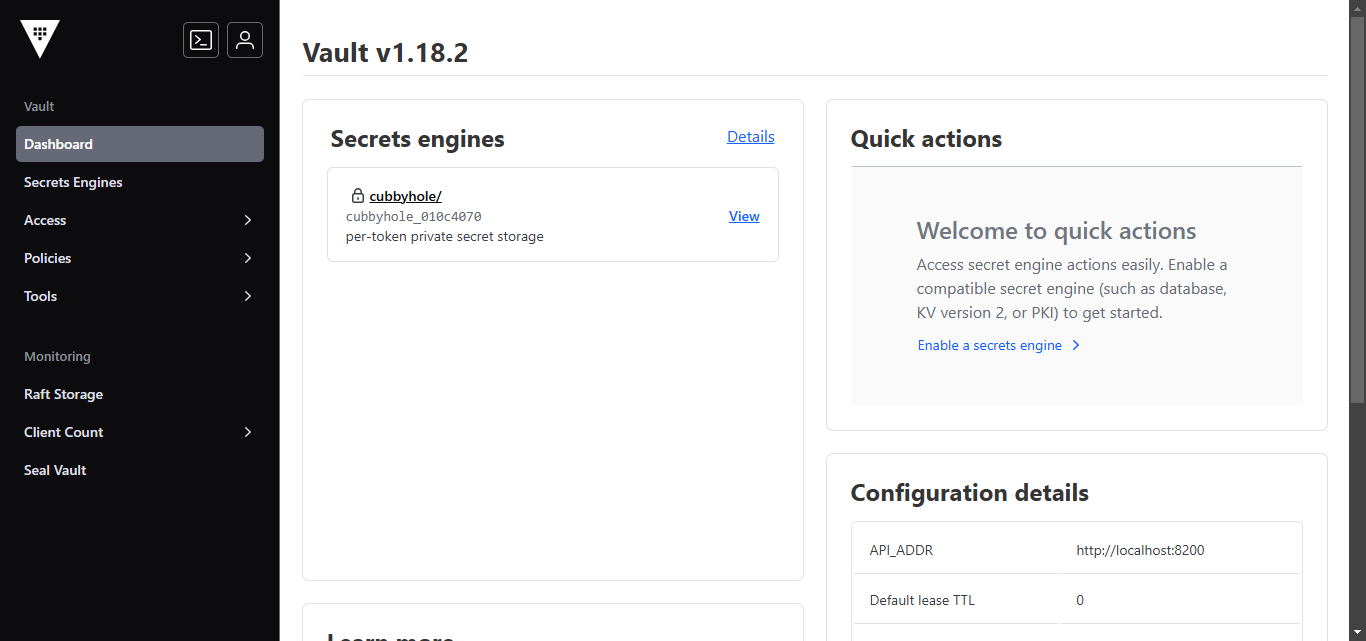 Vault
Dashboard
Secrets Engines
Access
Policies
Tools
Monitoring
Raft Storage
Client Count
Seal Vault
Vault v1.18.2
Secrets engines
Details
cubbyhole/
cubbyhole_010c4070
View
per-token private secret storage
Learn more
Quick actions
Welcome to quick actions
Access secret engine actions easily. Enable a
compatible secret engine (such as database,
KV version 2, or PKI) to get started.
Enable a secrets engine
Configuration details
API_ADDR http://localhost:8200
Default lease TTL 0